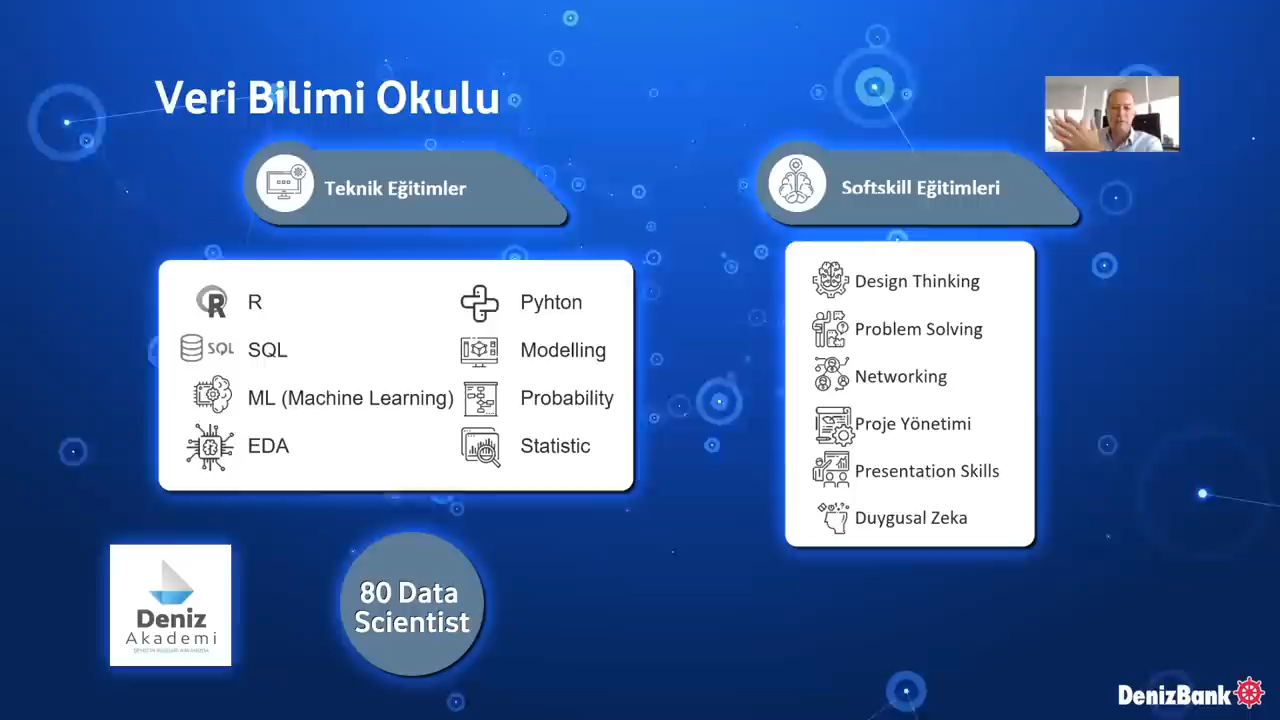 Veri Bilimi Okulu
Teknik Eğitimler
R
SQL
SQL
ML (Machine Learning)
EDA
Pyhton
Modelling
Probability
Statistic
Softskill Eğitimleri
Design Thinking
Problem Solving
Networking
Proje Yönetimi
Presentation Skills
Duygusal Zeka
Deniz
Akademi
80 Data
Scientist
DenizBank